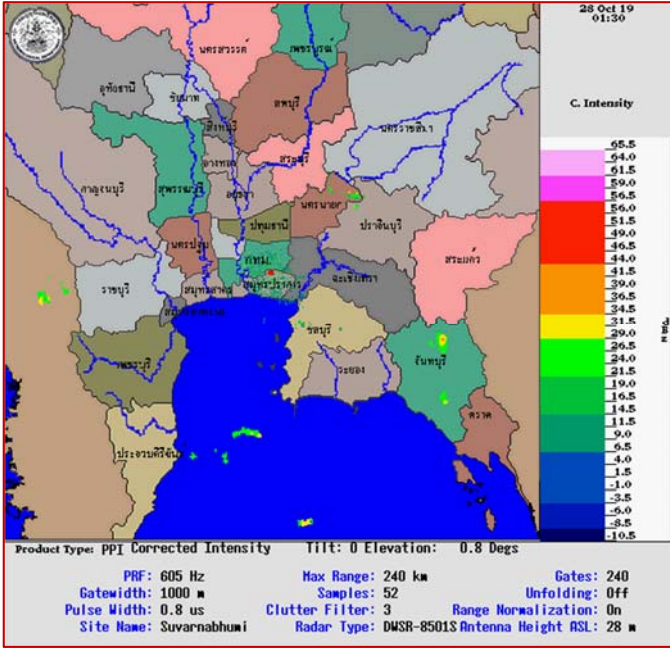 28 Oct 19
01:30
C. Intensity
นครสวรรค์
เพชรบูรณ์
อุทัยธานี
ชัยนาท
ลพบุรี
นครราชสีมา
สิงหบุรี
อ่างทอง
สระบุรี
กาญจนบุรี
สุพรรณบุรี
อยุธยา
นครนายก
ปราจีนบุรี
ปทุมธานี
นครปฐม
กทม.
สระแก้ว
ฉะเชิงเทรา
ราชบุรี
สมุทรสาคร
สมุทรปราการ
ชลบุรี
จันทบุรี
เพชรบุรี
ระยอง
ตราด
ประจวบคีรีขันธ์
65.5
64.0
61.5
59.0
56.5
56.0
51.5
49.0
46.5
44.0
41.5
39.0
36.5
34.0
31.5
29.0
26.5
24.0
21.5
19.0
16.5
14.0
11.5
9.0
6.5
4.0
1.5
-1.0
-3.5
-6.0
-8.5
-10.5
Product Type: PPI Corrected Intensity Tilt: 0 Elevation: 0.8 Degs
PRF: 605 Hz Max Range: 240 km Gates: 240
Gatewidth: 1000 m Samples: 52 Unfolding: Off
Pulse Width: 0.8 us Clutter Filter: 3 Range Normalization: On
Site Name: Suvarnabhumi Radar Type: DWSR-8501S Antenna Height ASL: 28 m